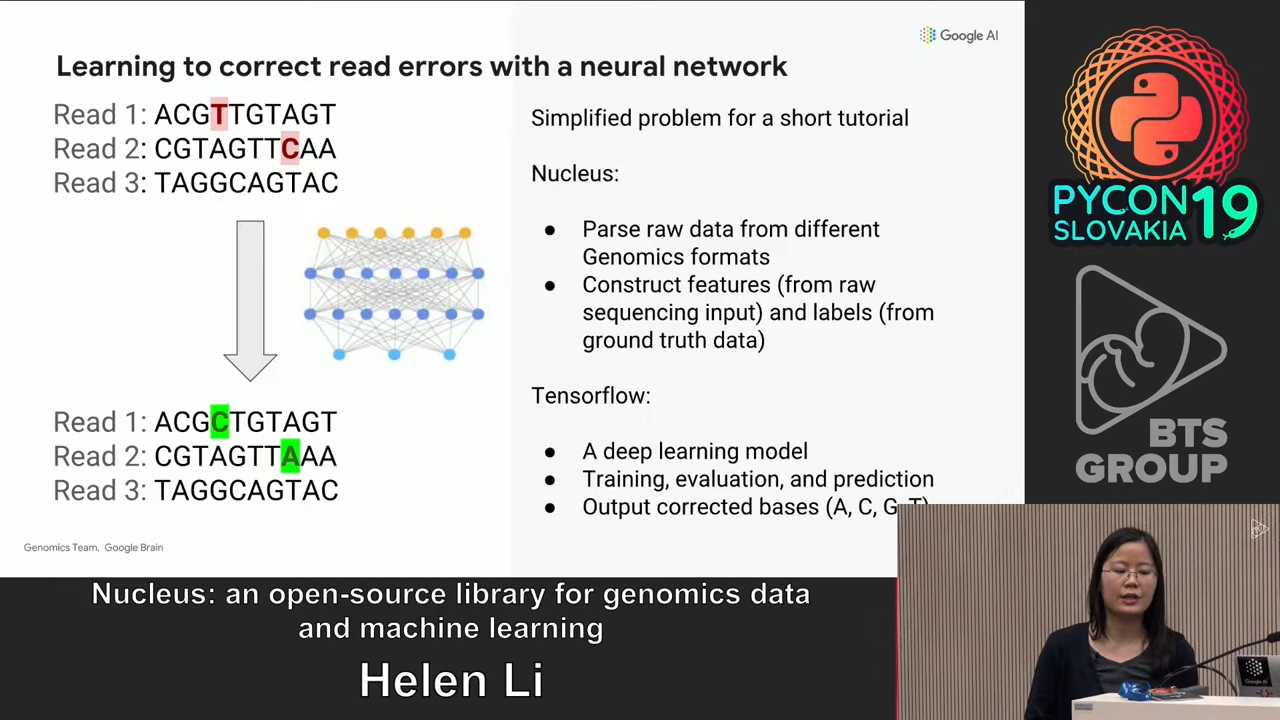 Google AI
Learning to correct read errors with a neural network
Read 1: ACGTTGTAGT
Read 2: CGTAGTTCAA
Read 3: TAGGCAGTAC
Read 1: ACGCTGTAGT
Read 2: CGTAGTTAAA
Read 3: TAGGCAGTAC
Genomics Team, Google Brain
Simplified problem for a short tutorial
Nucleus:
● Parse raw data from different
Genomics formats
● Construct features (from raw
sequencing input) and labels (from
ground truth data)
Tensorflow:
● A deep learning model
● Training, evaluation, and prediction
● Output corrected bases (A, C, G, T)
PYCON
SLOVAKIA
19
BTS
GROUP
Nucleus: an open-source library for genomics data
and machine learning
Helen Li
Google AI